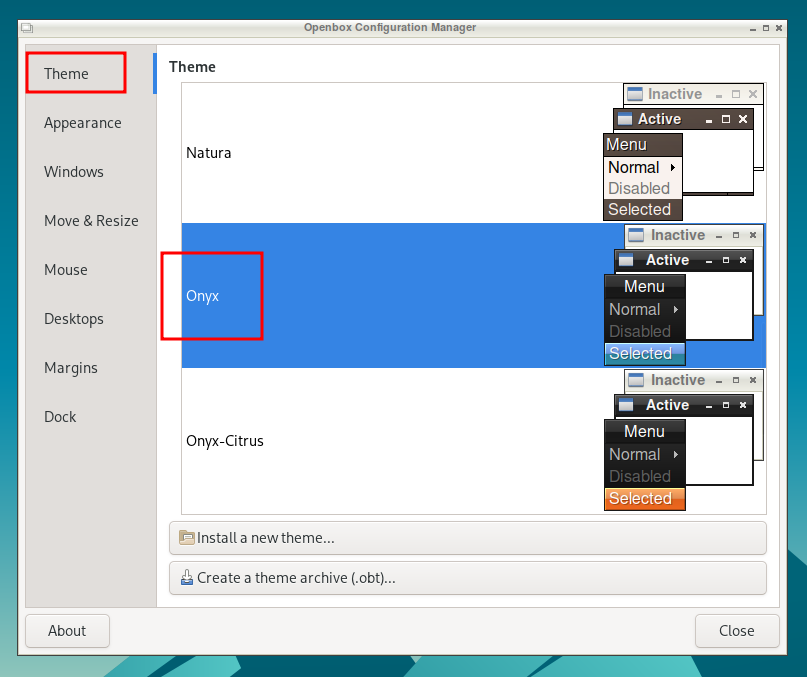 Openbox Configuration Manager
Theme
Appearance
Windows
Move & Resize
Mouse
Desktops
Margins
Dock
Theme
Natura
Inactive
Active
Menu
Normal
Disabled
Selected
Onyx
Inactive
Active
Menu
Normal
Disabled
Selected
Onyx-Citrus
Inactive
Active
Menu
Normal
Disabled
Selected
Install a new theme...
Create a theme archive (.obt)...
About
Close